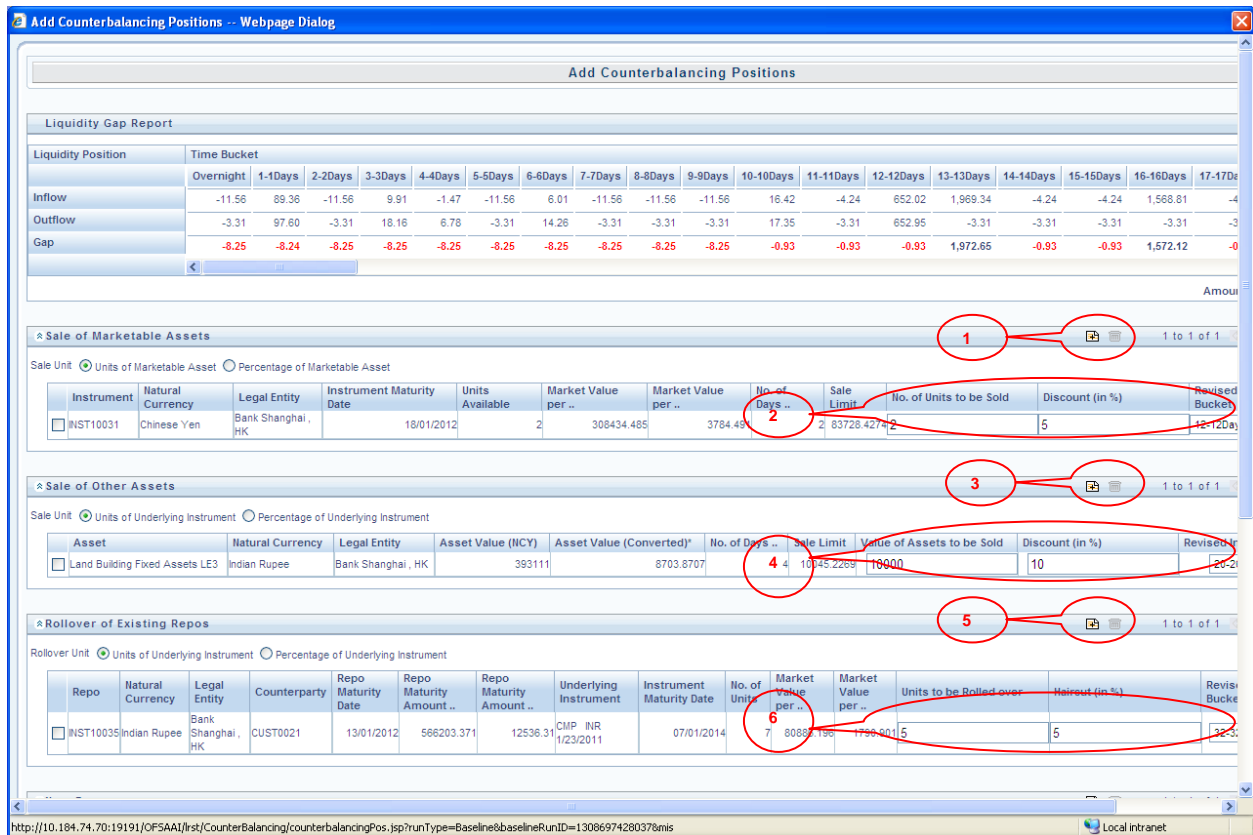 Add Counterbalancing Positions -- Webpage Dialog
Add Counterbalancing Positions
Liquidity Gap Report
Liquidity Position Time Bucket
Overnight 1-1Days 2-2Days 3-3Days 4-4Days 5-5Days 6-6Days 7-7Days 8-8Days 9-9Days 10-10Days 11-11Days 12-12Days 13-13Days 14-14Days 15-15Days 16-16Days 17-17Da
Inflow -11.56 89.36 -11.56 9.91 -1.47 -11.56 6.01 -11.56 -11.56 -11.56 16.42 -4.24 652.02 1,969.34 -4.24 -4.24 1,568.81 -4
Outflow -3.31 97.60 -3.31 18.16 6.78 -3.31 14.26 -3.31 -3.31 -3.31 17.35 -3.31 652.95 -3.31 -3.31 -3.31 -3.31 -3
Gap -8.25 -8.24 -8.25 -8.25 -8.25 -8.25 -8.25 -8.25 -8.25 -8.25 -0.93 -0.93 -0.93 1,972.65 -0.93 -0.93 1,572.12 -0
Amou
Sale of Marketable Assets 1 1 to 1 of 1
Sale Unit Units of Marketable Asset Percentage of Marketable Asset
Instrument Natural Currency Legal Entity Instrument Maturity Date Units Available Market Value per .. Market Value per .. No. of Days .. Sale Limit No. of Units to be Sold Discount (in %) Revised Bucket
INST10031 Chinese Yen Bank Shanghai , HK 18/01/2012 2 308434.485 3784.491 2 2 83728.4274 2 5 12-12Day
Sale of Other Assets 3 1 to 1 of 1
Sale Unit Units of Underlying Instrument Percentage of Underlying Instrument
Asset Natural Currency Legal Entity Asset Value (NCY) Asset Value (Converted)* No. of Days .. Sale Limit Value of Assets to be Sold Discount (in %) Revised In
Land Building Fixed Assets LE3 Indian Rupee Bank Shanghai , HK 393111 8703.8707 4 4 10045.2269 10000 10 20-20
Rollover of Existing Repos 5 1 to 1 of 1
Rollover Unit Units of Underlying Instrument Percentage of Underlying Instrument
Repo Natural Currency Legal Entity Counterparty Repo Maturity Date Repo Maturity Amount .. Repo Maturity Amount .. Underlying Instrument Instrument Maturity Date No. of Units Market Value per .. Market Value per .. Units to be Rolled over Haircut (in %) Revise Bucke
INST10035 Indian Rupee Bank Shanghai , HK CUST0021 13/01/2012 566203.371 12536.31 CMP INR 1/23/2011 07/01/2014 7 6 5 5 32-32
http://10.184.74.70:19191/OFSAAI/lrst/CounterBalancing/counterbalancingPos.jsp?runType=Baseline&baselineRunID=1308697428037&mis Local intranet